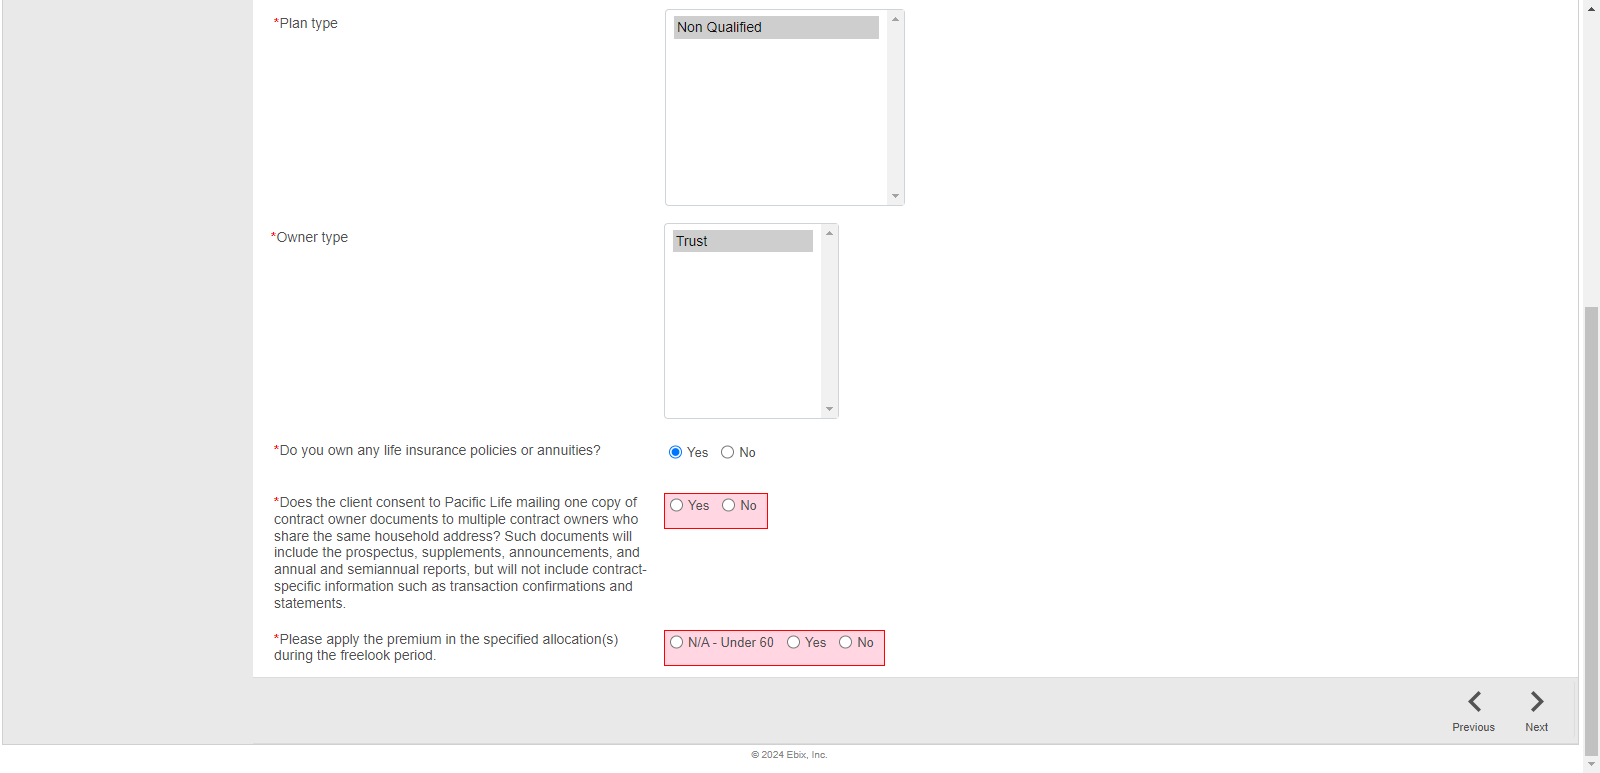 *Plan type
Non Qualified
*Owner type
Trust
*Do you own any life insurance policies or annuities?
Yes No
*Does the client consent to Pacific Life mailing one copy of
contract owner documents to multiple contract owners who
share the same household address? Such documents will
include the prospectus, supplements, announcements, and
annual and semiannual reports, but will not include contract-
specific information such as transaction confirmations and
statements.
Yes No
*Please apply the premium in the specified allocation(s)
during the freelook period.
N/A - Under 60 Yes No
Previous Next
© 2024 Ebix, Inc.